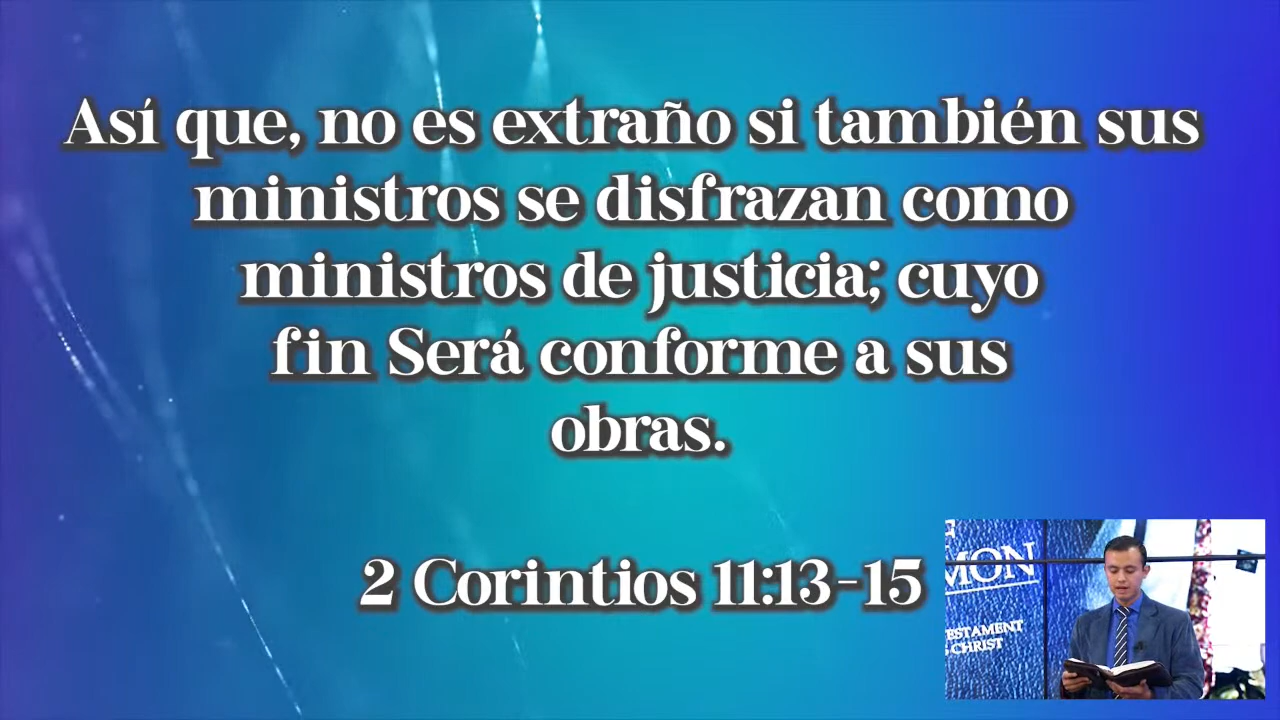 Así que, no es extraño si también sus
ministros se disfrazan como
ministros de justicia; cuyo
fin Será conforme a sus
obras.
2 Corintios 11:13-15
MON
ESTAMENT
CHRIST